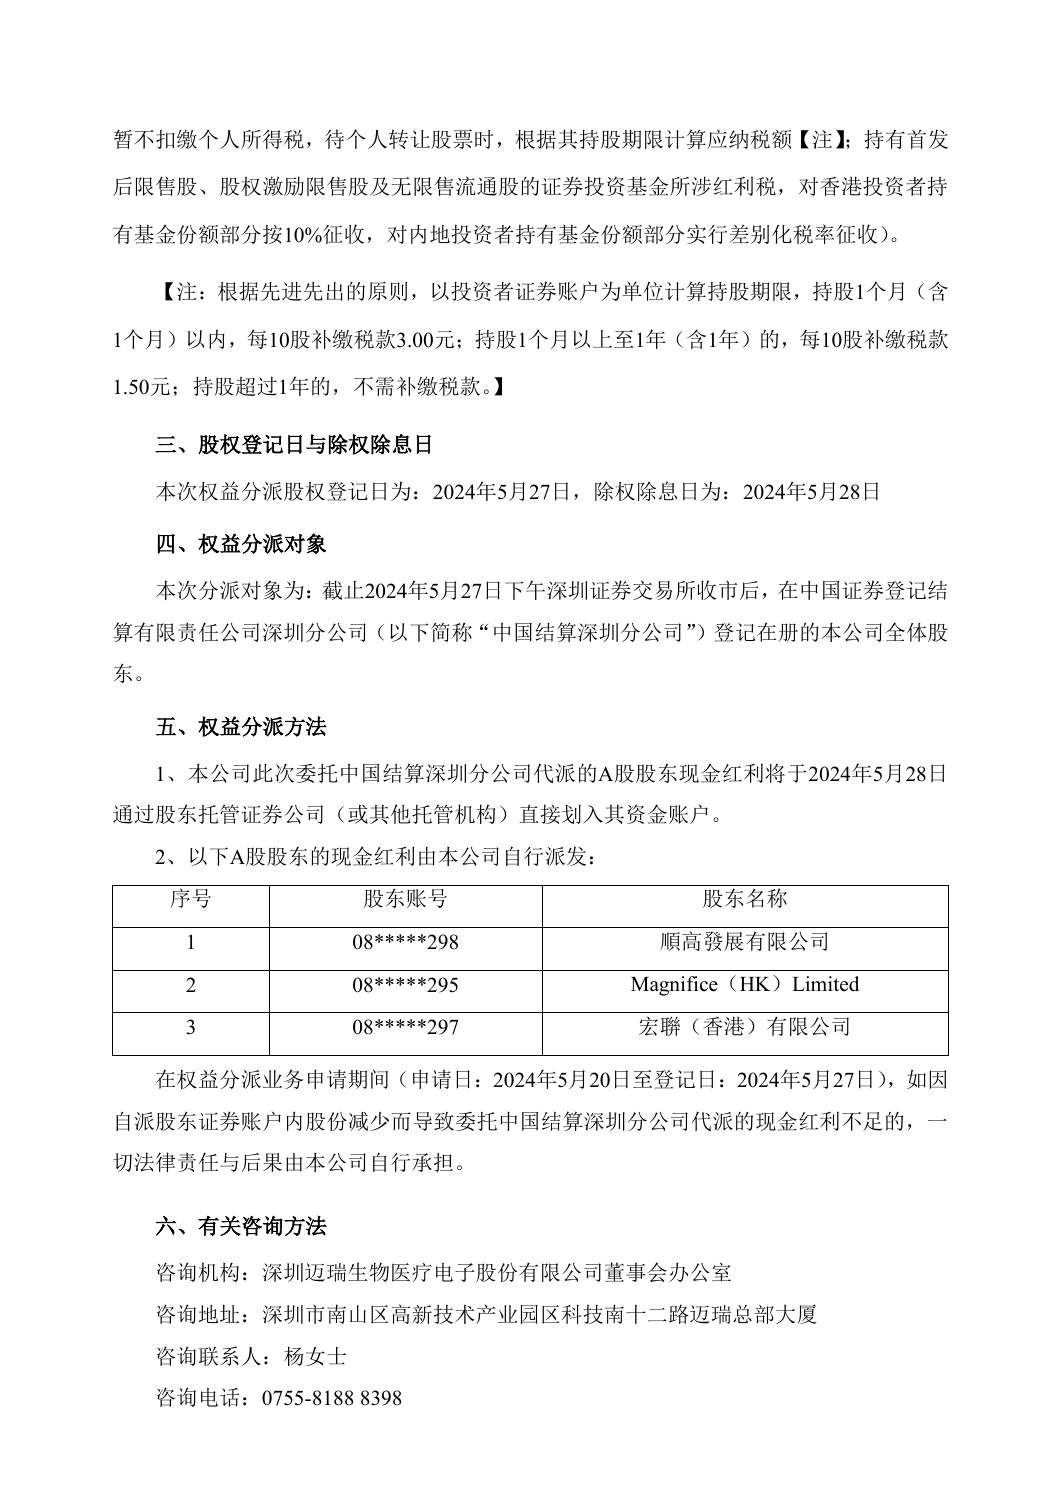 暂不扣缴个人所得税，待个人转让股票时，根据其持股期限计算应纳税额【注】；持有首发
后限售股、股权激励限售股及无限售流通股的证券投资基金所涉红利税，对香港投资者持
有基金份额部分按10%征收，对内地投资者持有基金份额部分实行差别化税率征收）。
【注：根据先进先出的原则，以投资者证券账户为单位计算持股期限，持股1个月（含
1个月）以内，每10股补缴税款3.00元；持股1个月以上至1年（含1年）的，每10股补缴税款
1.50元；持股超过1年的，不需补缴税款。】
三、股权登记日与除权除息日
本次权益分派股权登记日为：2024年5月27日，除权除息日为：2024年5月28日
四、权益分派对象
本次分派对象为：截止2024年5月27日下午深圳证券交易所收市后，在中国证券登记结
算有限责任公司深圳分公司（以下简称“中国结算深圳分公司”）登记在册的本公司全体股
东。
五、权益分派方法
1、本公司此次委托中国结算深圳分公司代派的A股股东现金红利将于2024年5月28日
通过股东托管证券公司（或其他托管机构）直接划入其资金账户。
2、以下A股股东的现金红利由本公司自行派发：
序号 股东账号 股东名称
1 08*****298 順高發展有限公司
2 08*****295 Magnifice（HK）Limited
3 08*****297 宏聯（香港）有限公司
在权益分派业务申请期间（申请日：2024年5月20日至登记日：2024年5月27日），如因
自派股东证券账户内股份减少而导致委托中国结算深圳分公司代派的现金红利不足的，一
切法律责任与后果由本公司自行承担。
六、有关咨询方法
咨询机构：深圳迈瑞生物医疗电子股份有限公司董事会办公室
咨询地址：深圳市南山区高新技术产业园区科技南十二路迈瑞总部大厦
咨询联系人：杨女士
咨询电话：0755-8188 8398